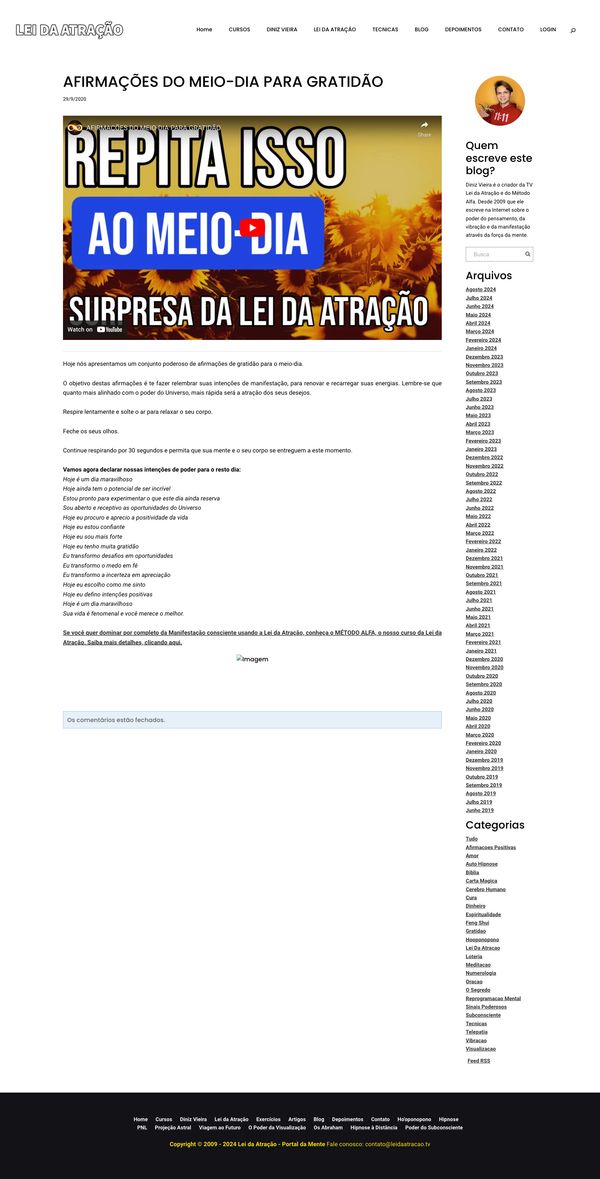 LEI DA ATRAÇÃO
Home CURSOS DINIZ VIEIRA LEI DA ATRAÇÃO TECNICAS BLOG DEPOIMENTOS CONTATO LOGIN
AFIRMAÇÕES DO MEIO-DIA PARA GRATIDÃO
29/9/2020
AFIRMAÇÕES DO MEIO DIA PARA GRATIDÃO
Share
REPITA ISSO
AO MEIO-DIA
SURPRESA DA LEI DA ATRAÇÃO
Watch on YouTube
Hoje nós apresentamos um conjunto poderoso de afirmações de gratidão para o meio-dia.
O objetivo destas afirmações é te fazer relembrar suas intenções de manifestação, para renovar e recarregar suas energias. Lembre-se
quanto mais alinhado com o poder do Universo, mais rápida será a atração dos seus desejos.
Respire lentamente e solte o ar para relaxar o seu corpo.
Feche os seus olhos.
Continue respirando por 30 segundos e permita que sua mente e o seu corpo se entreguem a este momento.
Vamos agora declarar nossas intenções de poder para o resto dia:
Hoje é um dia maravilhoso
Hoje ainda tem o potencial de ser incrível
Estou pronto para experimentar o que este dia ainda reserva
Sou aberto e receptivo as oportunidades do Universo
Hoje eu procuro e aprecio a positividade da vida
Hoje eu estou confiante
Hoje eu sou mais forte
Hoje eu tenho muita gratidão
Eu transformo desafios em oportunidades
Eu transformo o medo em fé
Eu transformo a incerteza em apreciação
Hoje eu escolho como me sinto
Hoje eu defino intenções positivas
Hoje é um dia maravilhoso
Sua vida é fenomenal e você merece o melhor.
Se você quer dominar por completo da Manifestação consciente usando a Lei da Atração, conheça o MÉTODO ALFA, o nosso curso da Lei da
Atração. Saiba mais detalhes, clicando aqui.
Imagem
Os comentários estão fechados.
11:11
Quem
escreve este
blog?
Diniz Vieira é o criador da TV
Lei da Atração e do Método
Alfa. Desde 2009 que ele
escreve na Internet sobre o
poder do pensamento, da
vibração e da manifestação
através da força da mente.
Busca
Arquivos
Agosto 2024
Julho 2024
Junho 2024
Maio 2024
Abril 2024
Março 2024
Fevereiro 2024
Janeiro 2024
Dezembro 2023
Novembro 2023
Outubro 2023
Setembro 2023
Agosto 2023
Julho 2023
Junho 2023
Maio 2023
Abril 2023
Março 2023
Fevereiro 2023
Janeiro 2023
Dezembro 2022
Novembro 2022
Outubro 2022
Setembro 2022
Agosto 2022
Julho 2022
Junho 2022
Maio 2022
Abril 2022
Março 2022
Fevereiro 2022
Janeiro 2022
Dezembro 2021
Novembro 2021
Outubro 2021
Setembro 2021
Agosto 2021
Julho 2021
Junho 2021
Maio 2021
Abril 2021
Março 2021
Fevereiro 2021
Janeiro 2021
Dezembro 2020
Novembro 2020
Outubro 2020
Setembro 2020
Agosto 2020
Julho 2020
Junho 2020
Maio 2020
Abril 2020
Março 2020
Fevereiro 2020
Janeiro 2020
Dezembro 2019
Novembro 2019
Outubro 2019
Setembro 2019
Agosto 2019
Julho 2019
Junho 2019
Categorias
Tudo
Afirmacoes Positivas
Amor
Auto Hipnose
Biblia
Carta Magica
Cerebro Humano
Cura
Dinheiro
Espiritualidade
Feng Shui
Gratidao
Hooponopono
Lei Da Atracao
Loteria
Meditacao
Numerologia
Oracao
O Segredo
Reprogramacao Mental
Sinais Poderosos
Subconsciente
Tecnicas
Telepatia
Vibracao
Visualizacao
Feed RSS
Home Cursos Diniz Vieira Lei da Atração Exercícios Artigos Blog Depoimentos Contato Ho'oponopono Hipnose
PNL Projeção Astral Viagem ao Futuro O Poder da Visualização Os Abraham Hipnose à Distância Poder do Subconsciente
Copyright © 2009 - 2024 Lei da Atração - Portal da Mente Fale conosco: contato@leidaatracao.tv